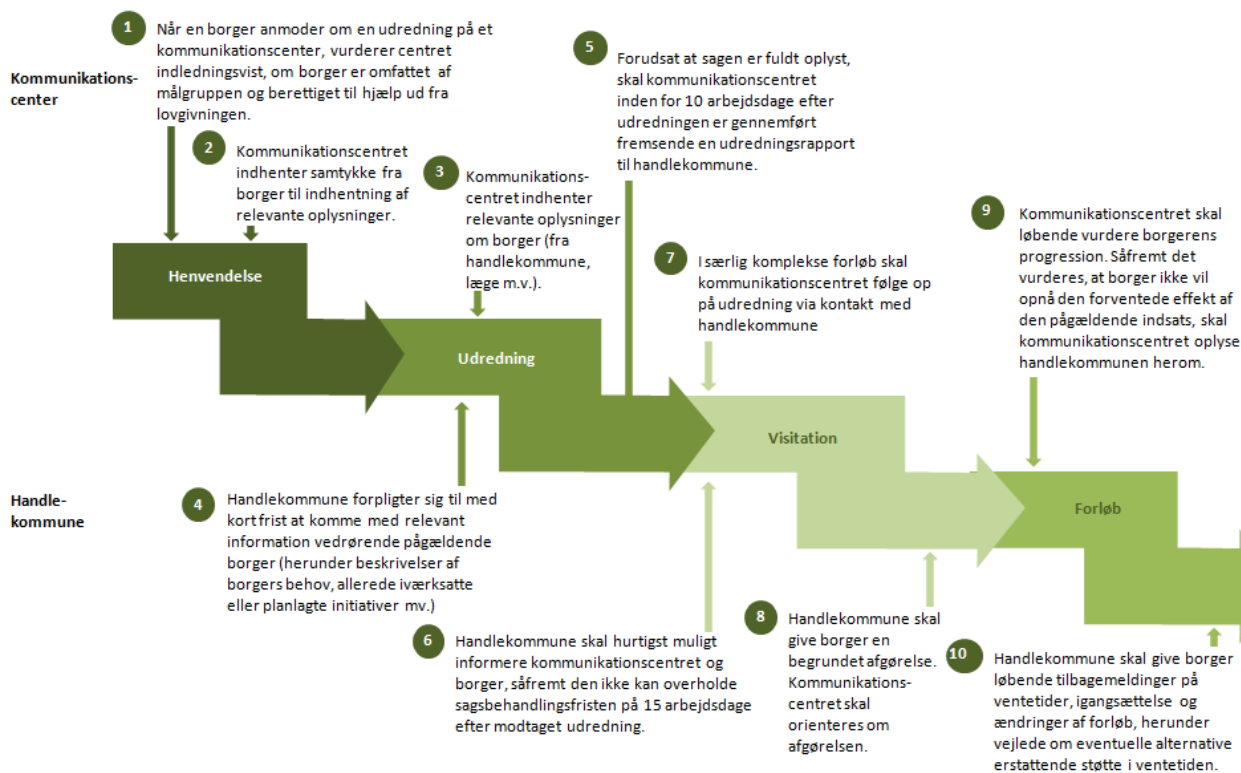 1
Når en borger anmoder om en udredning på et
kommunikationscenter, vurderer centret
indledningsvist, om borger er omfattet af
målgruppen og berettiget til hjælp ud fra
lovgivningen.
Kommunikations-
center
2
Kommunikationscentret
indhenter samtykke fra
borger til indhentning af
relevante oplysninger.
3
Kommunikations-
centret indhenter
relevante oplysninger
om borger (fra
handlekommune,
læge m.v.).
5
Forudsat at sagen er fuldt oplyst,
skal kommunikationscentret
inden for 10 arbejdsdage efter
udredningen er gennemført
fremsende en udredningsrapport
til handlekommune.
7
I særlig komplekse forløb skal
kommunikationscentret følge op
på udredning via kontakt med
handlekommune
9
Kommunikationscentret skal
løbende vurdere borgerens
progression. Såfremt det
vurderes, at borger ikke vil
opnå den forventede effekt af
den pågældende indsats, skal
kommunikationscentret oplyse
handlekommunen herom.
Henvendelse
Udredning
Visitation
Forløb
Handle-
kommune
4
Handlekommune forpligter sig til med
kort frist at komme med relevant
information vedrørende pågældende
borger (herunder beskrivelser af
borgers behov, allerede iværksatte
eller planlagte initiativer mv.)
6
Handlekommune skal hurtigst muligt
informere kommunikationscentret og
borger, såfremt den ikke kan overholde
sagsbehandlingsfristen på 15 arbejdsdage
efter modtaget udredning.
8
Handlekommune skal
give borger en
begrundet afgørelse.
Kommunikations-
centret skal
orienteres om
afgørelsen.
10
Handlekommune skal give borger
løbende tilbagemeldinger på
ventetider, igangsættelse og
ændringer af forløb, herunder
vejlede om eventuelle alternative
erstattende støtte i ventetiden.